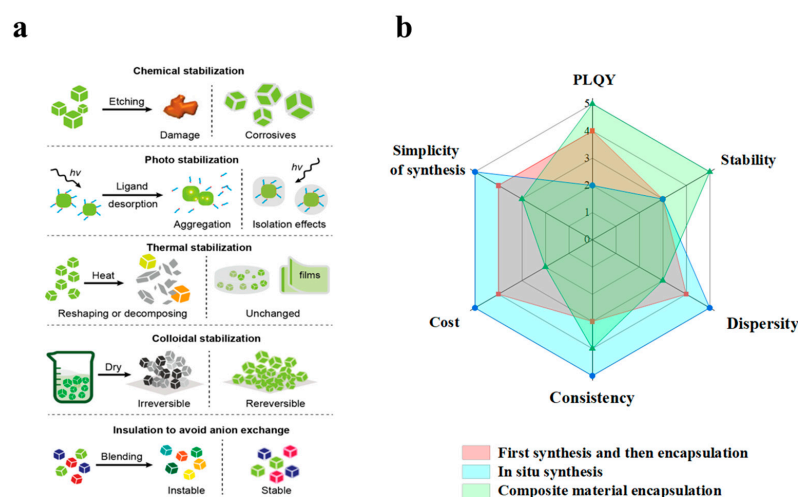 a
Chemical stabilization
Etching
Damage
Corrosives
Photo stabilization
hv
Ligand
desorption
hv
Aggregation
Isolation effects
Thermal stabilization
Heat
films
Reshaping or decomposing
Unchanged
Colloidal stabilization
Dry
Irreversible
Rereversible
Insulation to avoid anion exchange
Blending
Instable
Stable
b
PLQY
5
4
3
2
1
0
Simplicity
of synthesis
Stability
Cost
Dispersity
Consistency
First synthesis and then encapsulation
In situ synthesis
Composite material encapsulation